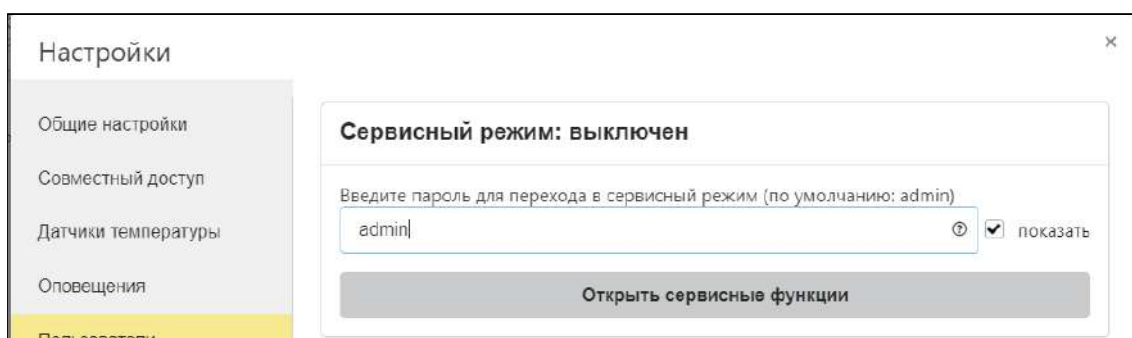 Настройки
×
Общие настройки
Совместный доступ
Датчики температуры
Оповещения
Пользователи
Сервисный режим: выключен
Введите пароль для перехода в сервисный режим (по умолчанию: admin)
admin
показать
Открыть сервисные функции